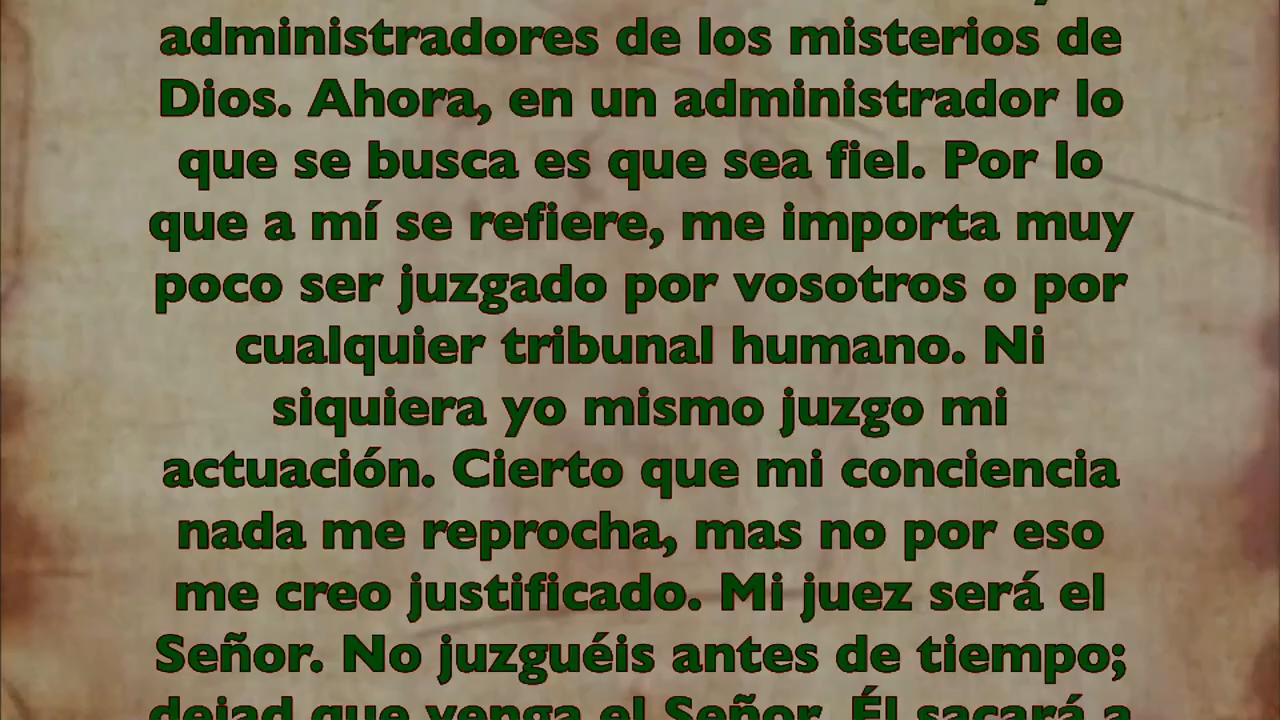 administradores de los misterios de
Dios. Ahora, en un administrador lo
que se busca es que sea fiel. Por lo
que a mí se refiere, me importa muy
poco ser juzgado por vosotros o por
cualquier tribunal humano. Ni
siquiera yo mismo juzgo mi
actuación. Cierto que mi conciencia
nada me reprocha, mas no por eso
me creo justificado. Mi juez será el
Señor. No juzguéis antes de tiempo;
dejad que venga el Señor. Él sacará a